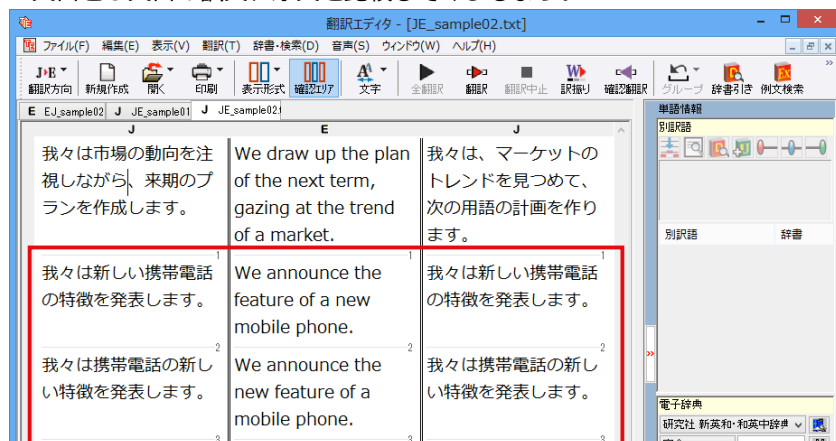 翻訳エディタ - [JE_sample02.txt]
ファイル(F) 編集(E) 表示(V) 翻訳(T) 辞書・検索(D) 音声(S) ウィンドウ(W) ヘルプ(H)
J▸E
翻訳方向 新規作成 開く 印刷 表示形式 確認エリア 文字 全翻訳 翻訳 翻訳中止 訳振り 確認翻訳 グループ 辞書引き 例文検索
E EJ_sample02 J JE_sample01 J JE_sample02.t
J E J
我々は市場の動向を注
視しながら、来期のプ
ランを作成します。
We draw up the plan
of the next term,
gazing at the trend
of a market.
我々は、マーケットの
トレンドを見つめて、
次の用語の計画を作り
ます。
1 1 1
我々は新しい携帯電話
の特徴を発表します。
We announce the
feature of a new
mobile phone.
我々は新しい携帯電話
の特徴を発表します。
2 2 2
我々は携帯電話の新し
い特徴を発表します。
We announce the
new feature of a
mobile phone.
我々は携帯電話の新し
い特徴を発表します。
3 3 3
単語情報
別訳語
別訳語 辞書
電子辞典
研究社 新英和・和英中辞典